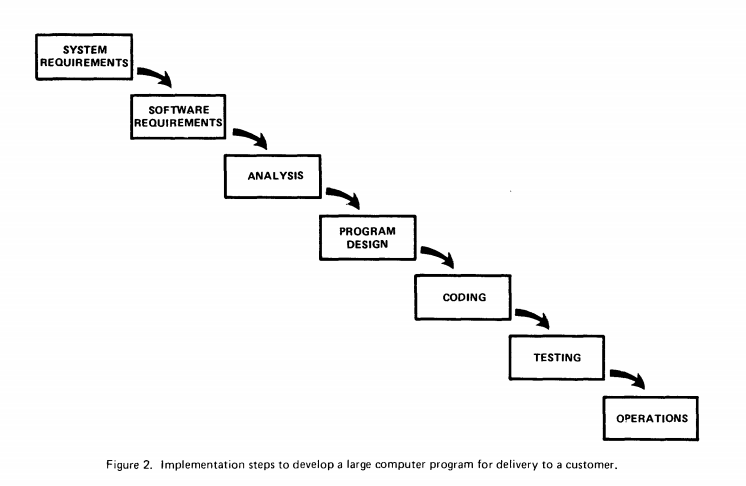 SYSTEM
REQUIREMENTS
SOFTWARE
REQUIREMENTS
ANALYSIS
PROGRAM
DESIGN
CODING
TESTING
OPERATIONS
Figure 2. Implementation steps to develop a large computer program for delivery to a customer.